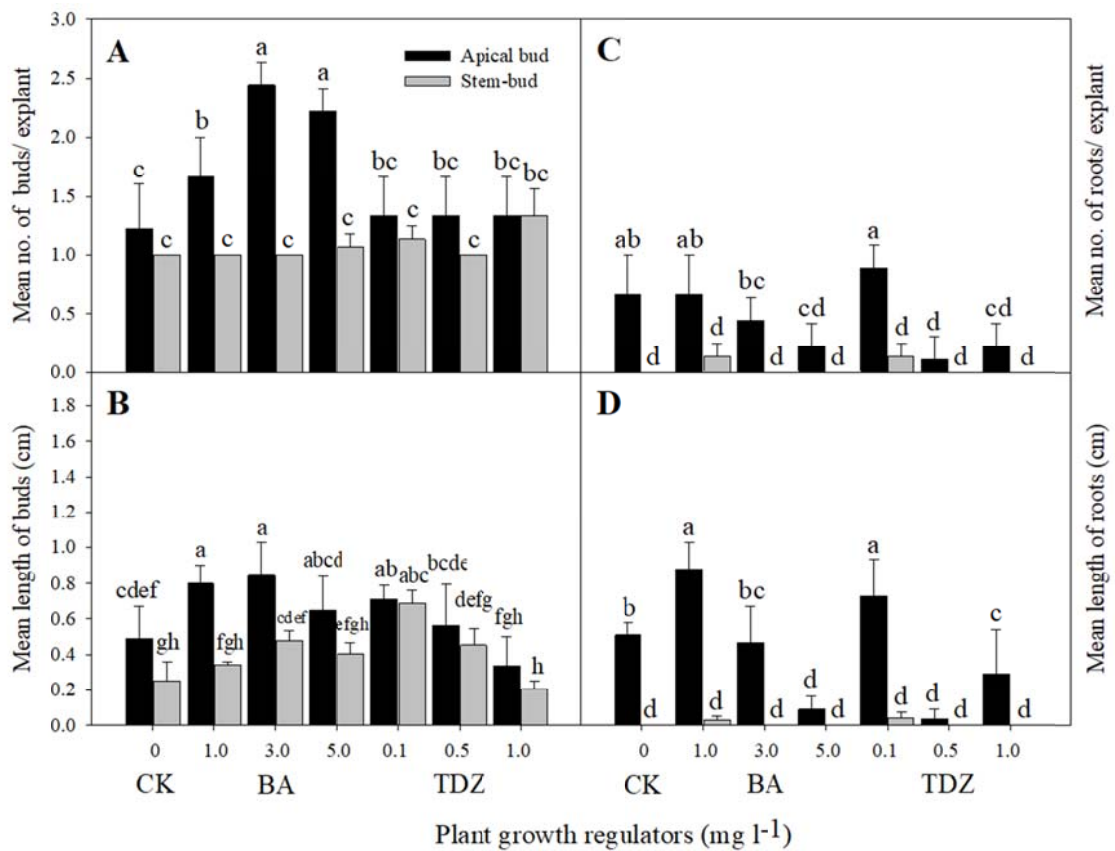 A
Apical bud
Stem-bud
Mean no. of buds/ explant
3.0
2.5
2.0
1.5
1.0
0.5
0.0
c
c
b
c
a
c
a
c
bc
c
bc
c
bc
bc
C
Mean no. of roots/ explant
ab
d
ab
d
bc
d
cd
d
a
d
d
d
cd
d
B
Mean length of buds (cm)
1.8
1.6
1.4
1.2
1.0
0.8
0.6
0.4
0.2
0.0
cdef
gh
a
fgh
a
cdef
abcd
efgh
ab
abc
bcde
defg
fgh
h
D
Mean length of roots (cm)
b
d
a
d
bc
d
d
d
a
d
d
d
c
d
0 1.0 3.0 5.0 0.1 0.5 1.0
CK BA TDZ
0 1.0 3.0 5.0 0.1 0.5 1.0
CK BA TDZ
Plant growth regulators (mg l-1)